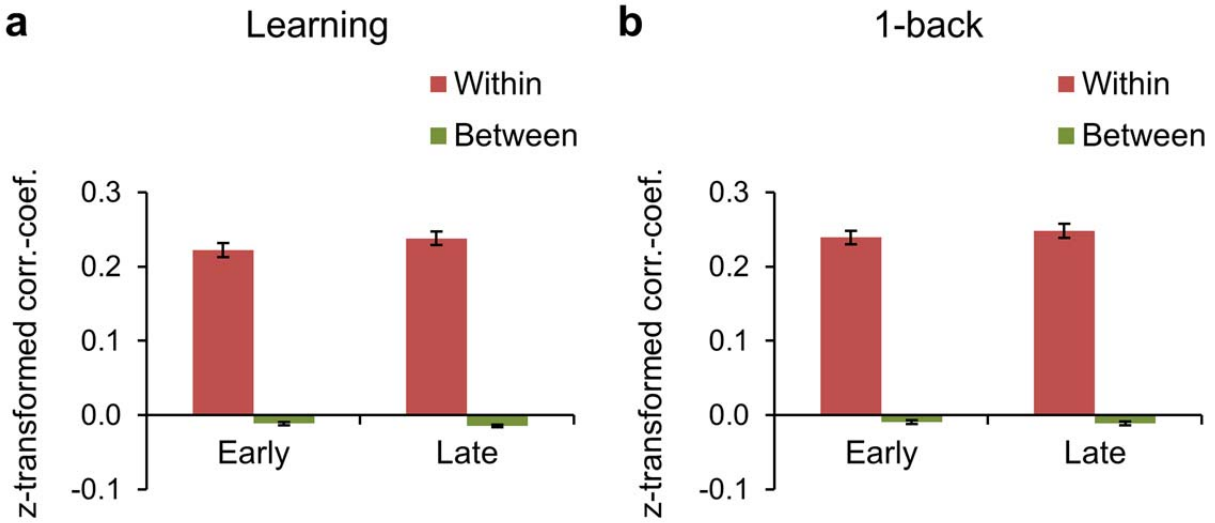 a
Learning
Within
Between
z-transformed corr.-coef.
0.3
0.2
0.1
0.0
-0.1
Early
Late
b
1-back
Within
Between
z-transformed corr.-coef.
0.3
0.2
0.1
0.0
-0.1
Early
Late